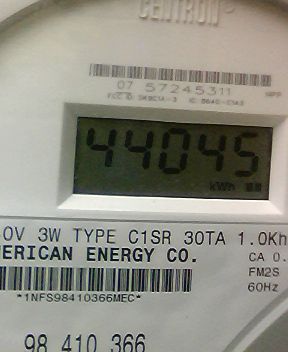 CENTRON
07 57245311
44045
kWh
0V 3W TYPE C1SR 30TA 1.0Kh
ERICAN ENERGY CO.
CA 0.
FM2S
60Hz
*1NFS98410366MEC*
98 410 366